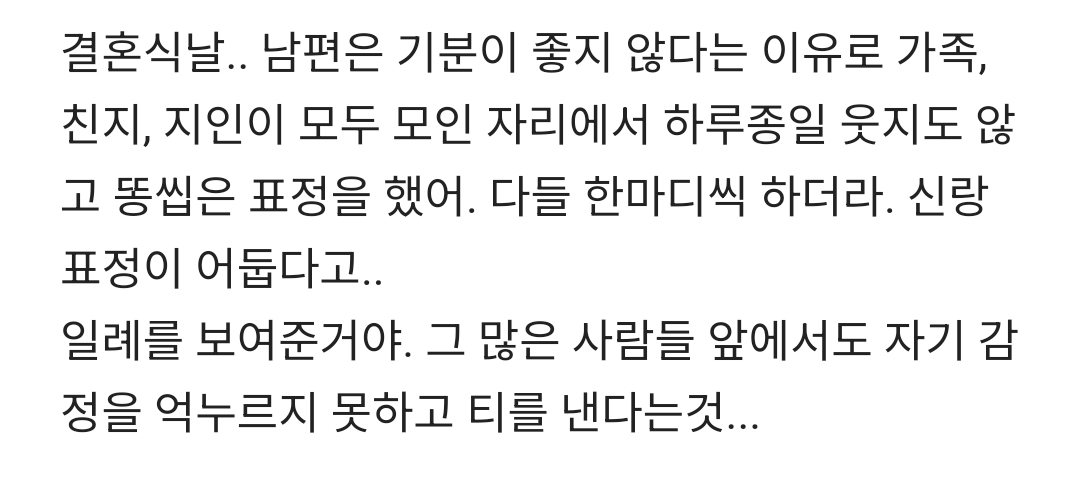 결혼식날.. 남편은 기분이 좋지 않다는 이유로 가족,
친지, 지인이 모두 모인 자리에서 하루종일 웃지도 않
고 똥씹은 표정을 했어. 다들 한마디씩 하더라. 신랑
표정이 어둡다고..
일례를 보여준거야. 그 많은 사람들 앞에서도 자기 감
정을 억누르지 못하고 티를 낸다는것...